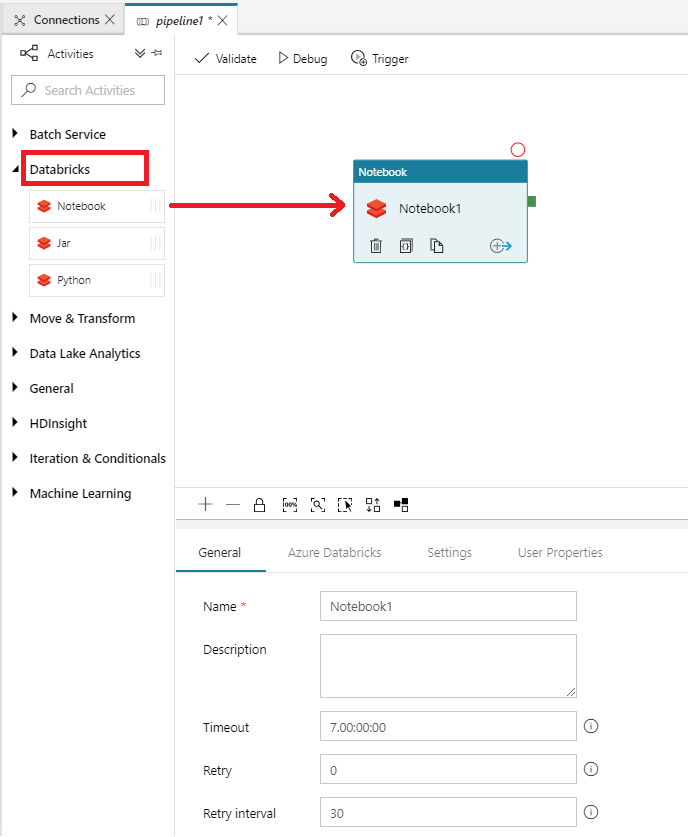 Connections
pipeline1 *
Activities
Validate
Debug
Trigger
Search Activities
Batch Service
Databricks
Notebook
Jar
Python
Move & Transform
Data Lake Analytics
General
HDInsight
Iteration & Conditionals
Machine Learning
Notebook
Notebook1
100%
General
Azure Databricks
Settings
User Properties
Name *
Notebook1
Description
Timeout
7.00:00:00
Retry
0
Retry interval
30